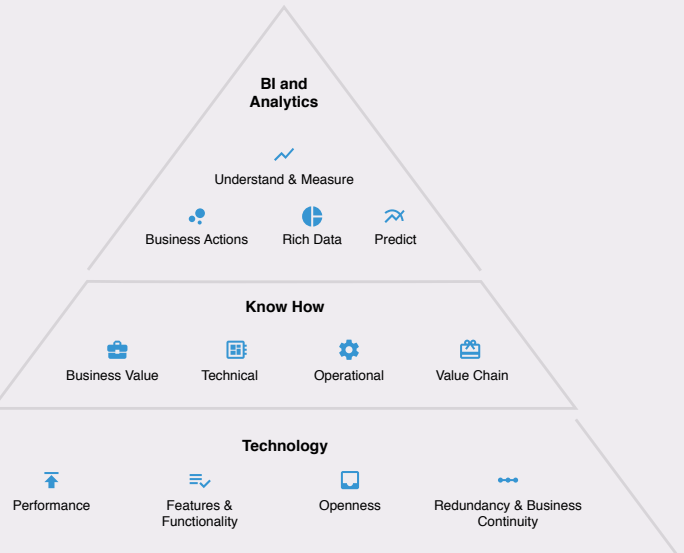 BI and
Analytics
Understand & Measure
Business Actions
Rich Data
Predict
Know How
Business Value
Technical
Operational
Value Chain
Technology
Performance
Features &
Functionality
Openness
Redundancy & Business
Continuity